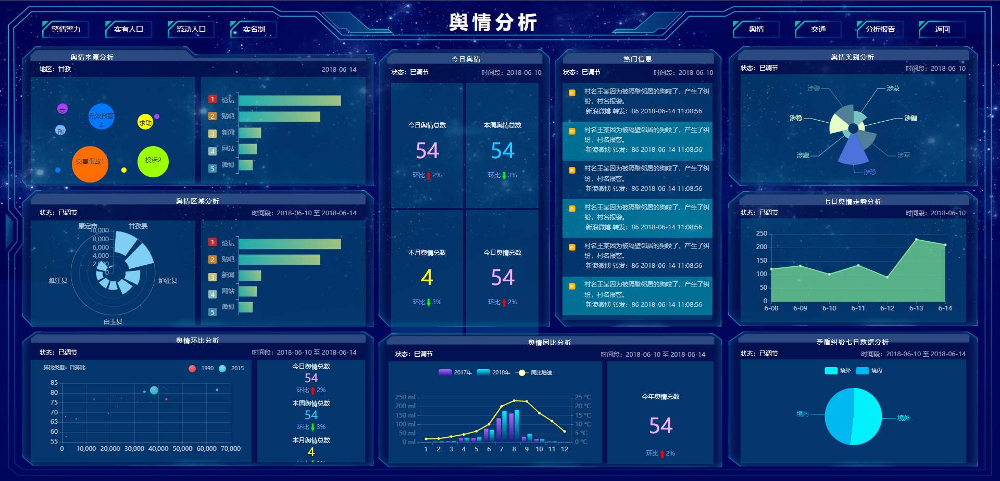 舆情分析
警情警力
实有人口
流动人口
实名制
舆情
交通
分析报告
返回
舆情来源分析
地区：甘孜
2018-06-14
交
无效报警
2
求助
刑
灾害事故1
投诉2
1 论坛
2 贴吧
3 新闻
4 网站
5 微博
舆情区域分析
状态：已调节
时间段：2018-06-10 至 2018-06-14
康定市
甘孜县
炉霍县
白玉县
雅江县
10,000
8,000
6,000
4,000
2,000
0
1 论坛
2 贴吧
3 新闻
4 网站
5 微博
舆情环比分析
状态：已调节
时间段：2018-06-10 至 2018-06-14
环比类型：日环比
1990
2015
85
80
75
70
65
60
55
0 10,000 20,000 30,000 40,000 50,000 60,000 70,000
今日舆情总数
54
环比 2%
本周舆情总数
54
环比 3%
本月舆情总数
4
今日舆情
状态：已调节
时间段：2018-06-10
今日舆情总数
54
环比 2%
本周舆情总数
54
环比 3%
本月舆情总数
4
环比 3%
今日舆情总数
54
环比 2%
热门信息
状态：已调节
时间段：2018-06-10
热
村名王某因为被隔壁邻居的狗咬了，产生了纠
纷，村名报警。
新浪微博 转发：86 2018-06-14 11:08:56
热
村名王某因为被隔壁邻居的狗咬了，产生了纠
纷，村名报警。
新浪微博 转发：86 2018-06-14 11:08:56
热
村名王某因为被隔壁邻居的狗咬了，产生了纠
纷，村名报警。
新浪微博 转发：86 2018-06-14 11:08:56
热
村名王某因为被隔壁邻居的狗咬了，产生了纠
纷，村名报警。
新浪微博 转发：86 2018-06-14 11:08:56
热
村名王某因为被隔壁邻居的狗咬了，产生了纠
纷，村名报警。
新浪微博 转发：86 2018-06-14 11:08:56
热
村名王某因为被隔壁邻居的狗咬了，产生了纠
纷，村名报警。
新浪微博 转发：86 2018-06-14 11:08:56
舆情同比分析
状态：已调节
时间段：2018-06-10 至 2018-06-14
2017年
2018年
同比增速
250 ml
200 ml
150 ml
100 ml
50 ml
0 ml
25 °C
20 °C
15 °C
10 °C
5 °C
0 °C
1 2 3 4 5 6 7 8 9 10 11 12
今年舆情总数
54
环比 2%
舆情类别分析
状态：已调节
时间段：2018-06-10
涉警
涉蒙
涉稳
涉疆
涉藏
涉军
涉恐
七日舆情走势分析
状态：已调节
时间段：2018-06-10
250
200
150
100
50
0
6-08 6-09 6-10 6-11 6-12 6-13 6-14
矛盾纠纷七日数据分析
状态：已调节
时间段：2018-06-10 至 2018-06-14
境外
境内
境内
境外